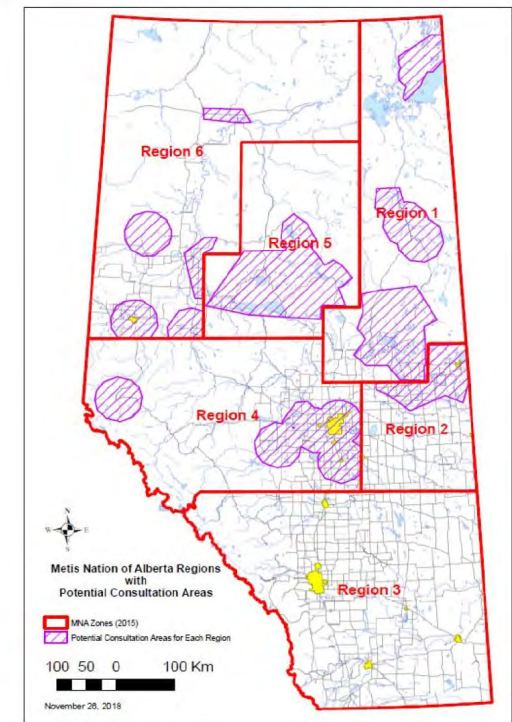 Region 6
Region 1
Region 5
Region 4
Region 2
Region 3
N
W E
S
Metis Nation of Alberta Regions
with
Potential Consultation Areas
MNA Zones (2015)
Potential Consultation Areas for Each Region
100 50 0 100 Km
November 26, 2018